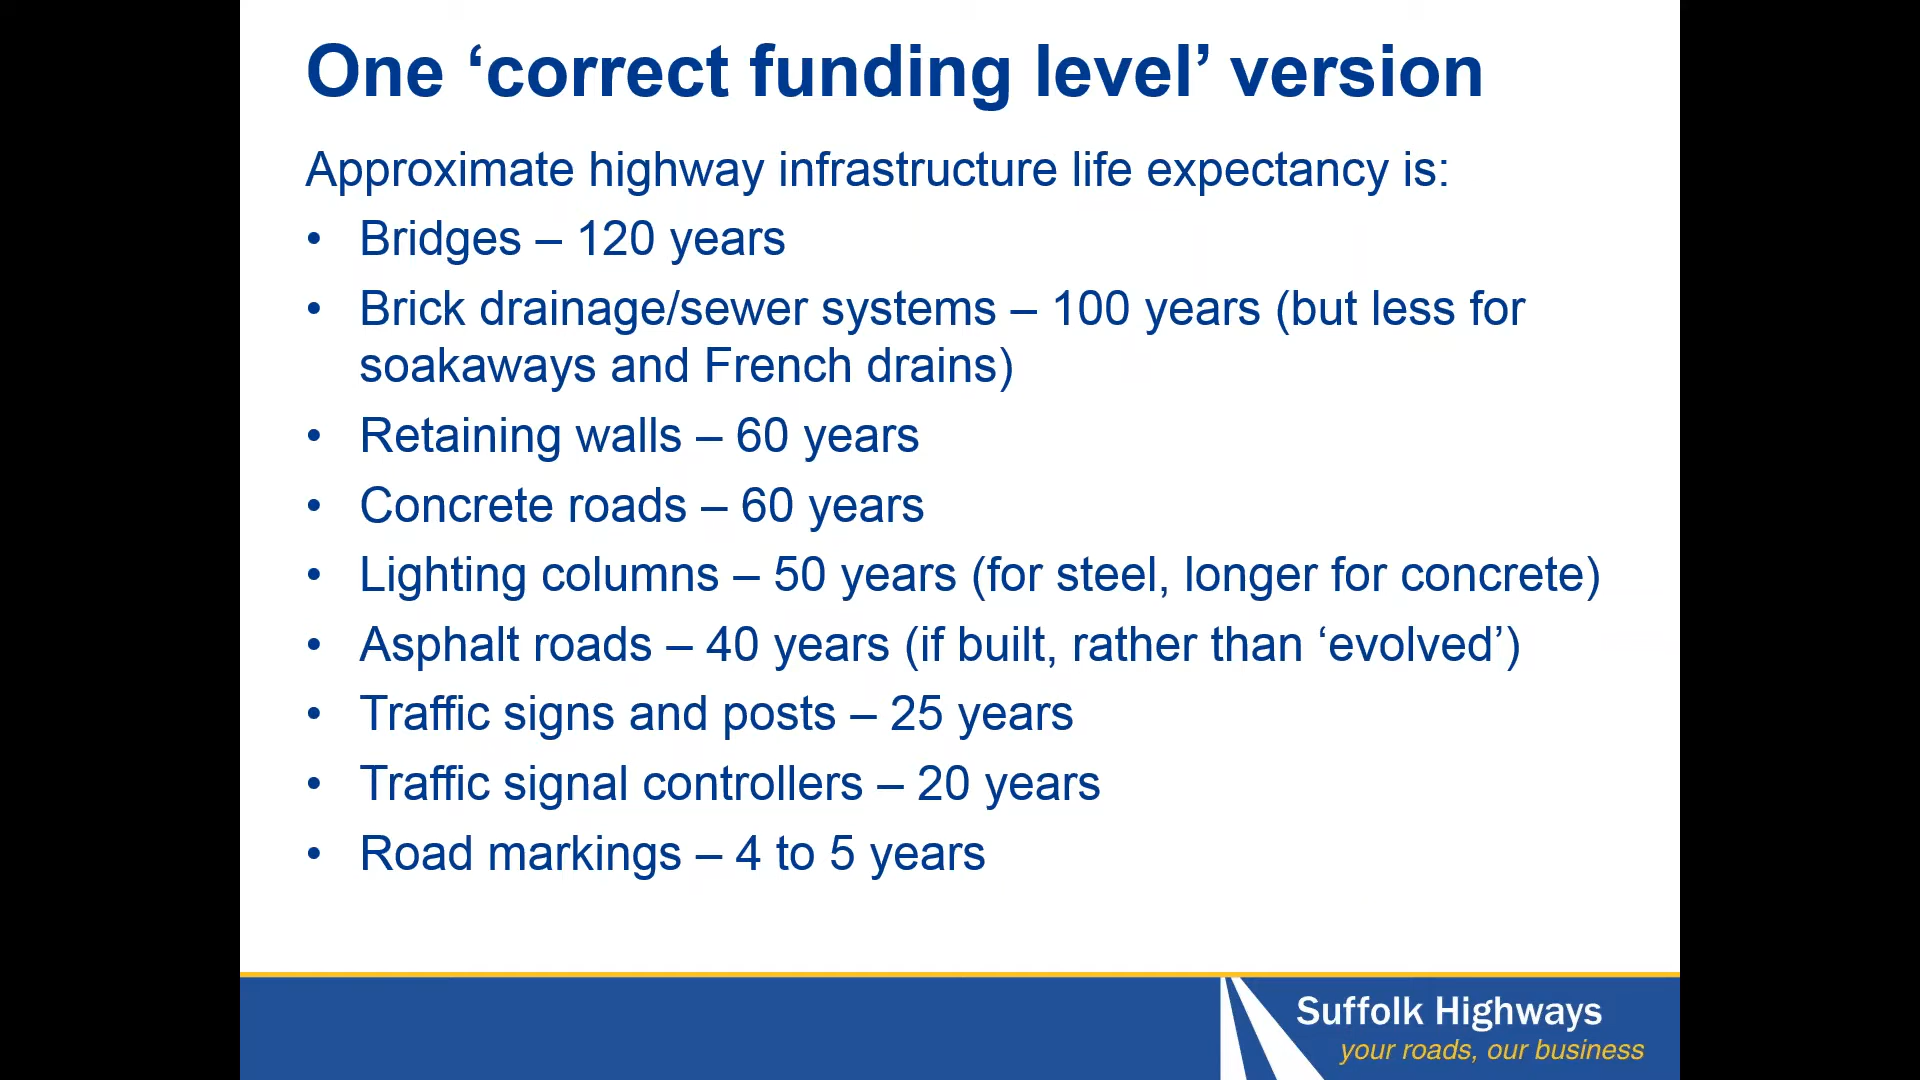 One ‘correct funding level’ version
Approximate highway infrastructure life expectancy is:
• Bridges – 120 years
• Brick drainage/sewer systems – 100 years (but less for
soakaways and French drains)
• Retaining walls – 60 years
• Concrete roads – 60 years
• Lighting columns – 50 years (for steel, longer for concrete)
• Asphalt roads – 40 years (if built, rather than ‘evolved’)
• Traffic signs and posts – 25 years
• Traffic signal controllers – 20 years
• Road markings – 4 to 5 years
Suffolk Highways
your roads, our business